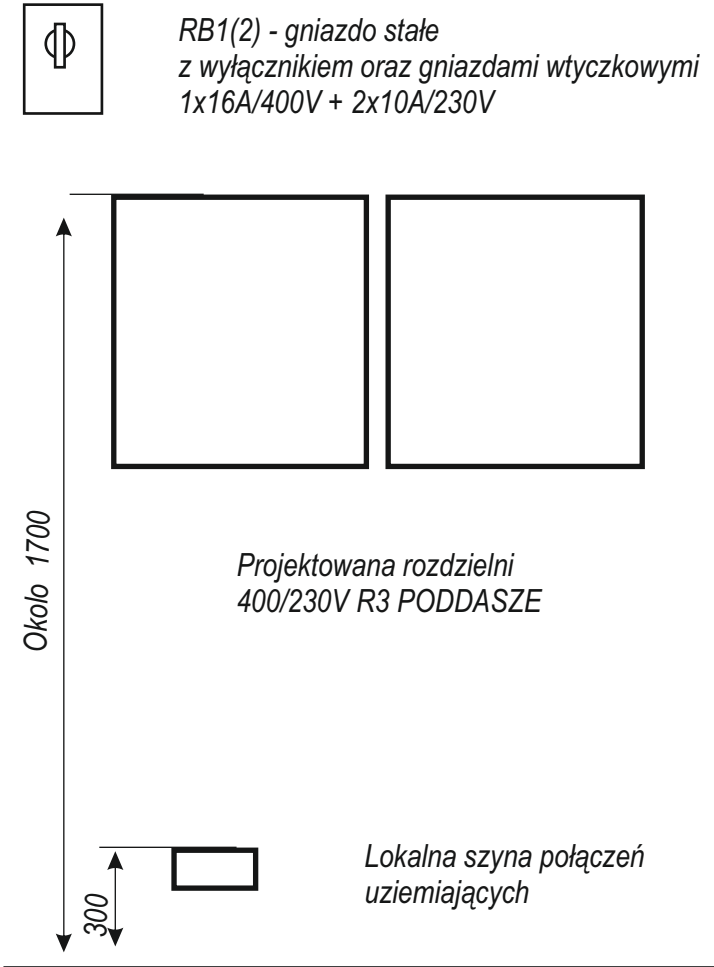 RB1(2) - gniazdo stałe
z wyłącznikiem oraz gniazdami wtyczkowymi
1x16A/400V + 2x10A/230V
Około 1700
Projektowana rozdzielni
400/230V R3 PODDASZE
300
Lokalna szyna połączeń
uziemiających